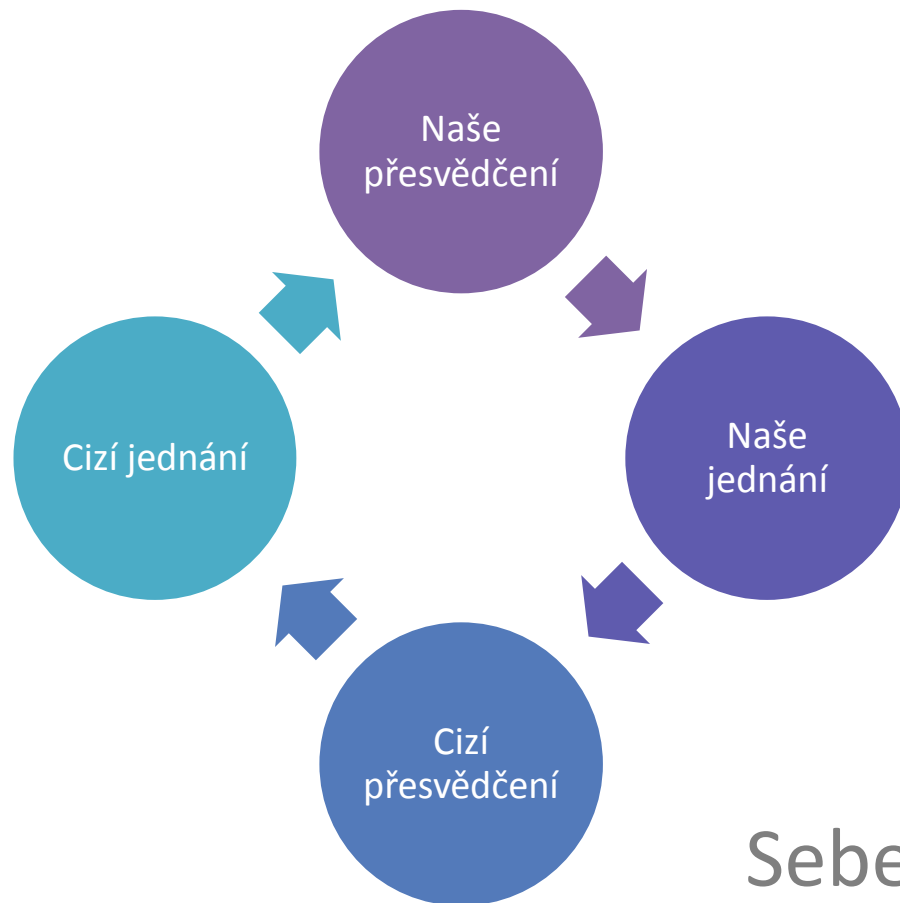 Naše
přesvědčení
Cizí jednání
Naše
jednání
Cizí
přesvědčení
Sebe